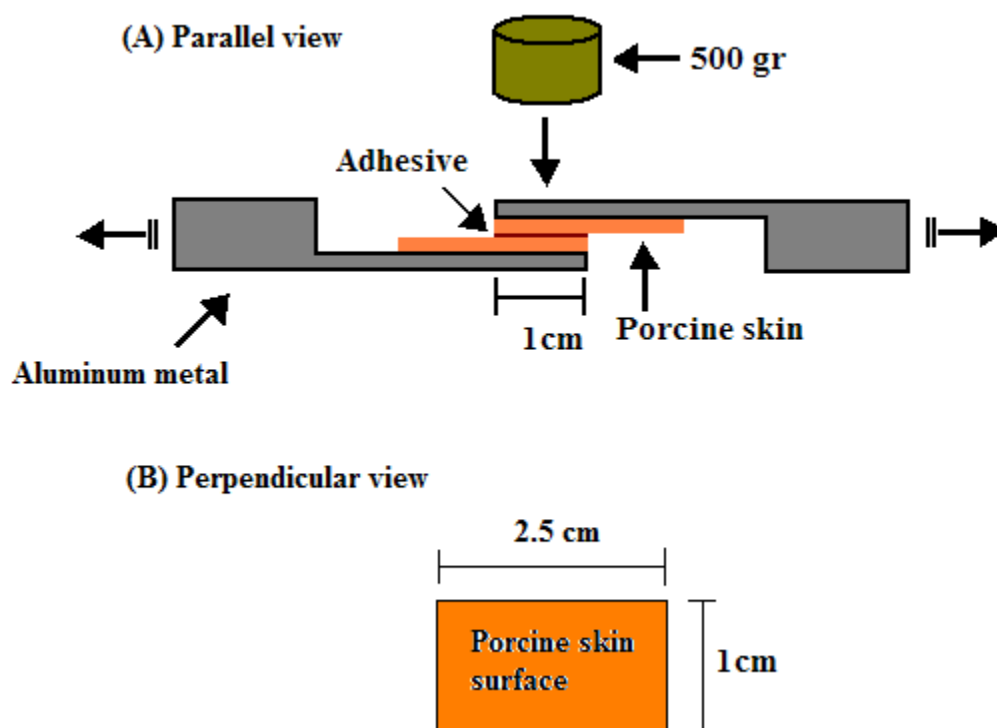 (A) Parallel view
500 gr
Adhesive
1cm
Porcine skin
Aluminum metal
(B) Perpendicular view
2.5 cm
Porcine skin
surface
1cm